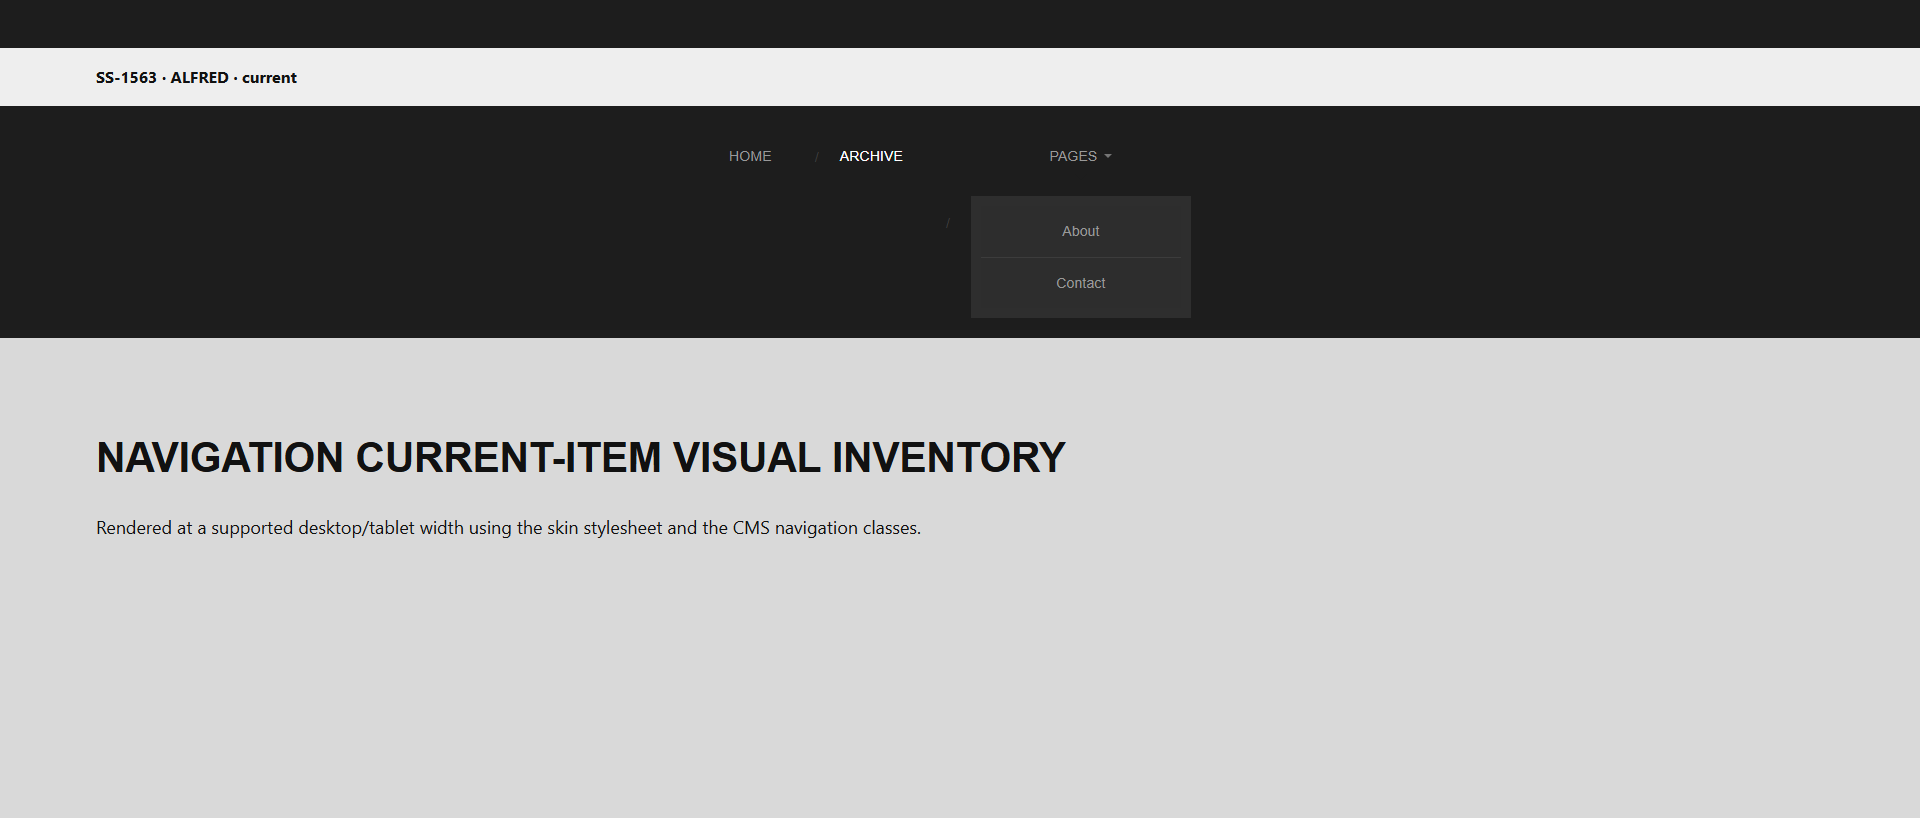 SS-1563 · ALFRED · current
HOME / ARCHIVE PAGES
/
About
Contact
NAVIGATION CURRENT-ITEM VISUAL INVENTORY
Rendered at a supported desktop/tablet width using the skin stylesheet and the CMS navigation classes.